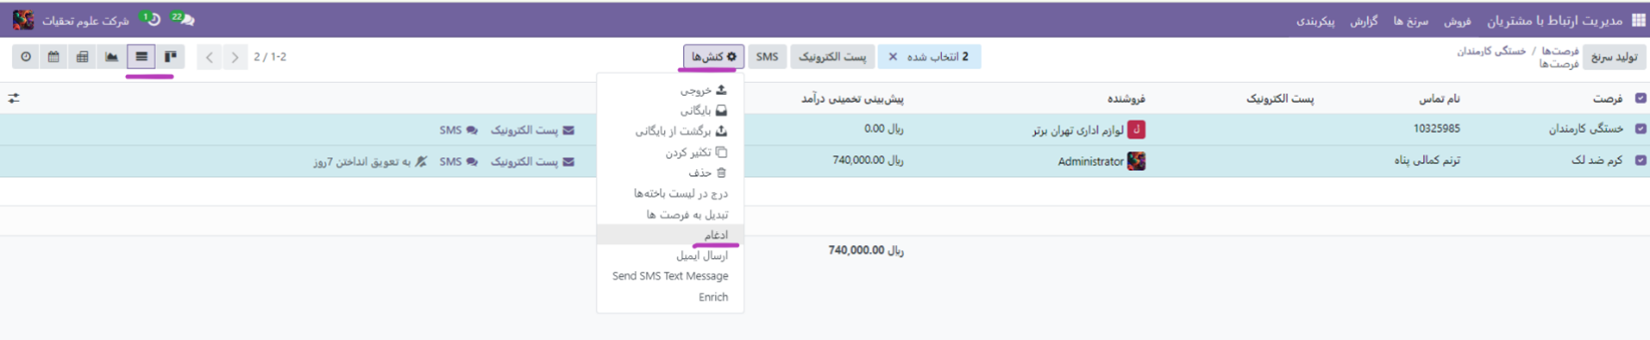 مدیریت ارتباط با مشتریان فروش سرنخ ها گزارش پیکربندی
22 1 شرکت علوم تحقیات
تولید سرنخ فرصت‌ها / خستگی کارمندان
فرصت‌ها
2 انتخاب شده پست الکترونیک SMS کنش‌ها
2 / 1-2
فرصت نام تماس پست الکترونیک فروشنده پیش‌بینی تخمینی درآمد
خستگی کارمندان 10325985 ل لوازم اداری تهران برتر ریال 0.00 پست الکترونیک SMS
کرم ضد لک ترنم کمالی پناه Administrator ریال 740,000.00 پست الکترونیک SMS به تعویق انداختن 7روز
ریال 740,000.00
خروجی
بایگانی
برگشت از بایگانی
تکثیر کردن
حذف
درج در لیست باخته‌ها
تبدیل به فرصت ها
ادغام
ارسال ایمیل
Send SMS Text Message
Enrich